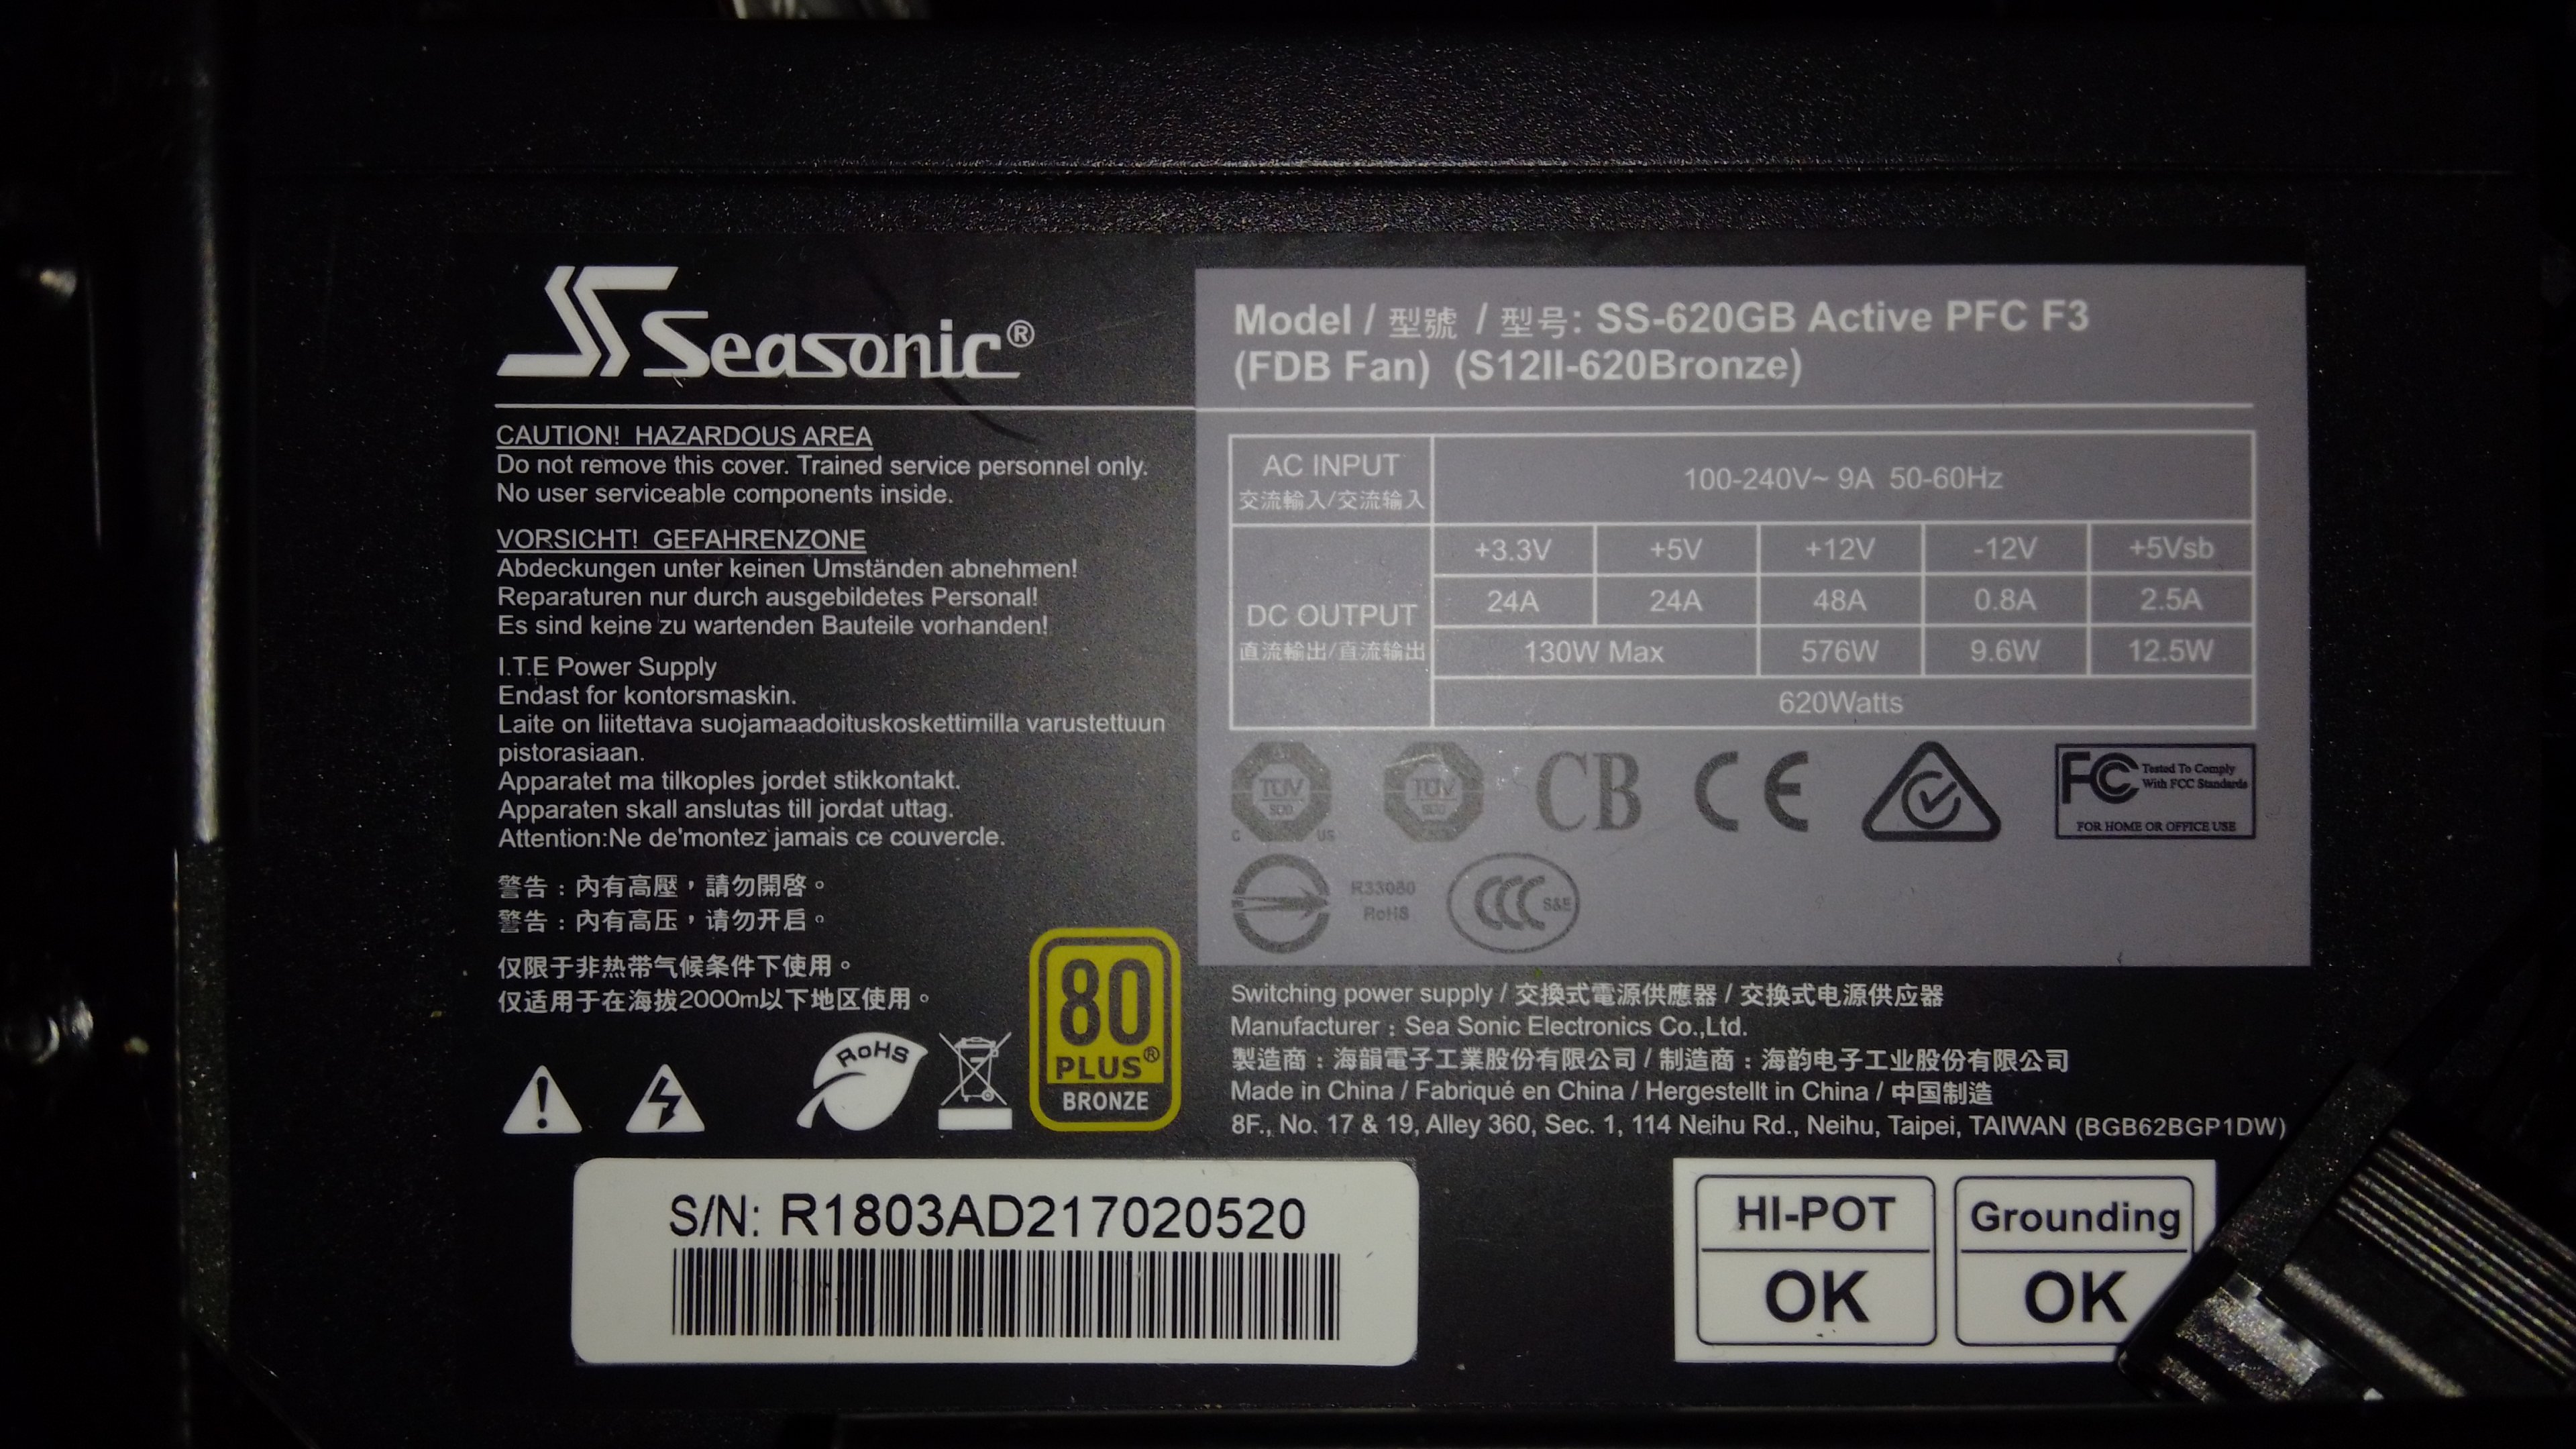 Seasonic®
CAUTION! HAZARDOUS AREA
Do not remove this cover. Trained service personnel only.
No user serviceable components inside.
VORSICHT! GEFAHRENZONE
Abdeckungen unter keinen Umständen abnehmen!
Reparaturen nur durch ausgebildetes Personal!
Es sind keine zu wartenden Bauteile vorhanden!
I.T.E Power Supply
Endast for kontorsmaskin.
Laite on liitettava suojamaadoituskoskettimilla varustettuun
pistorasiaan.
Apparatet ma tilkoples jordet stikkontakt.
Apparaten skall anslutas till jordat uttag.
Attention:Ne de'montez jamais ce couvercle.
警告：內有高壓，請勿開啓。
警告：内有高压，请勿开启。
仅限于非热带气候条件下使用。
仅适用于在海拔2000m以下地区使用。
RoHS
80
PLUS®
BRONZE
Model / 型號 / 型号: SS-620GB Active PFC F3
(FDB Fan) (S12II-620Bronze)
AC INPUT
交流輸入/交流输入
100-240V~ 9A 50-60Hz
DC OUTPUT
直流輸出/直流输出
+3.3V +5V +12V -12V +5Vsb
24A 24A 48A 0.8A 2.5A
130W Max 576W 9.6W 12.5W
620Watts
TÜV
SÜD
C US
TÜV
SÜD
CB
CE
FC Tested To Comply
With FCC Standards
FOR HOME OR OFFICE USE
R33080
RoHS
CCC S&E
Switching power supply / 交換式電源供應器 / 交换式电源供应器
Manufacturer : Sea Sonic Electronics Co.,Ltd.
製造商：海韻電子工業股份有限公司 / 制造商：海韵电子工业股份有限公司
Made in China / Fabriqué en China / Hergestellt in China / 中国制造
8F., No. 17 & 19, Alley 360, Sec. 1, 114 Neihu Rd., Neihu, Taipei, TAIWAN (BGB62BGP1DW)
S/N: R1803AD217020520
HI-POT
OK
Grounding
OK